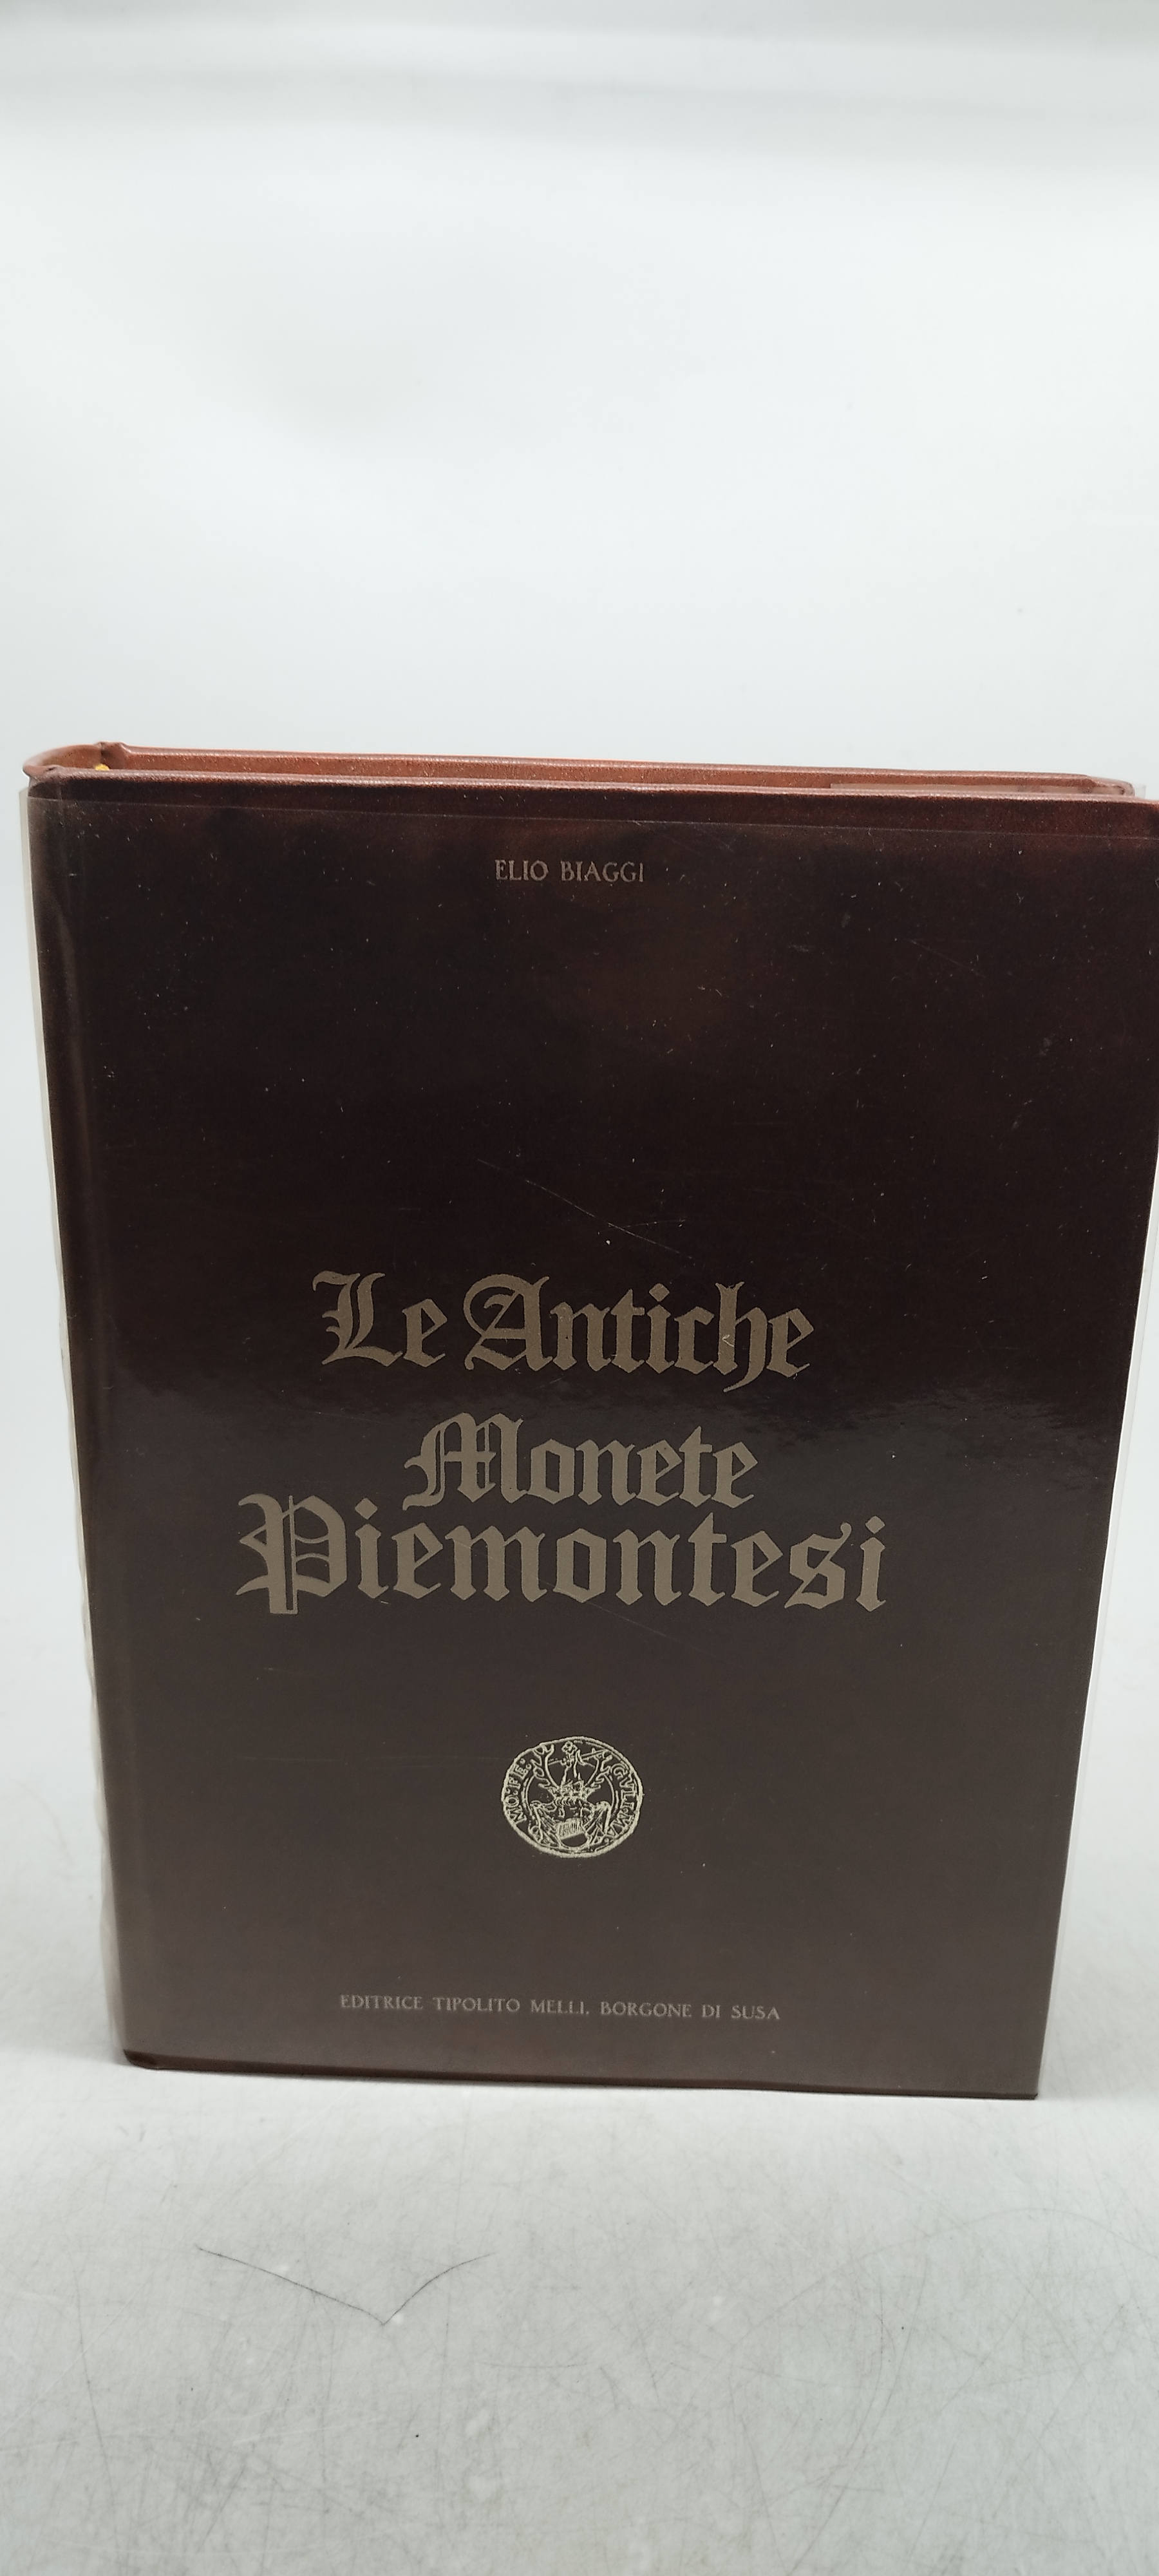 ELIO BIAGGI
Le Antiche
Monete
Piemontesi
EDITRICE TIPOLITO MELLI, BORGONE DI SUSA